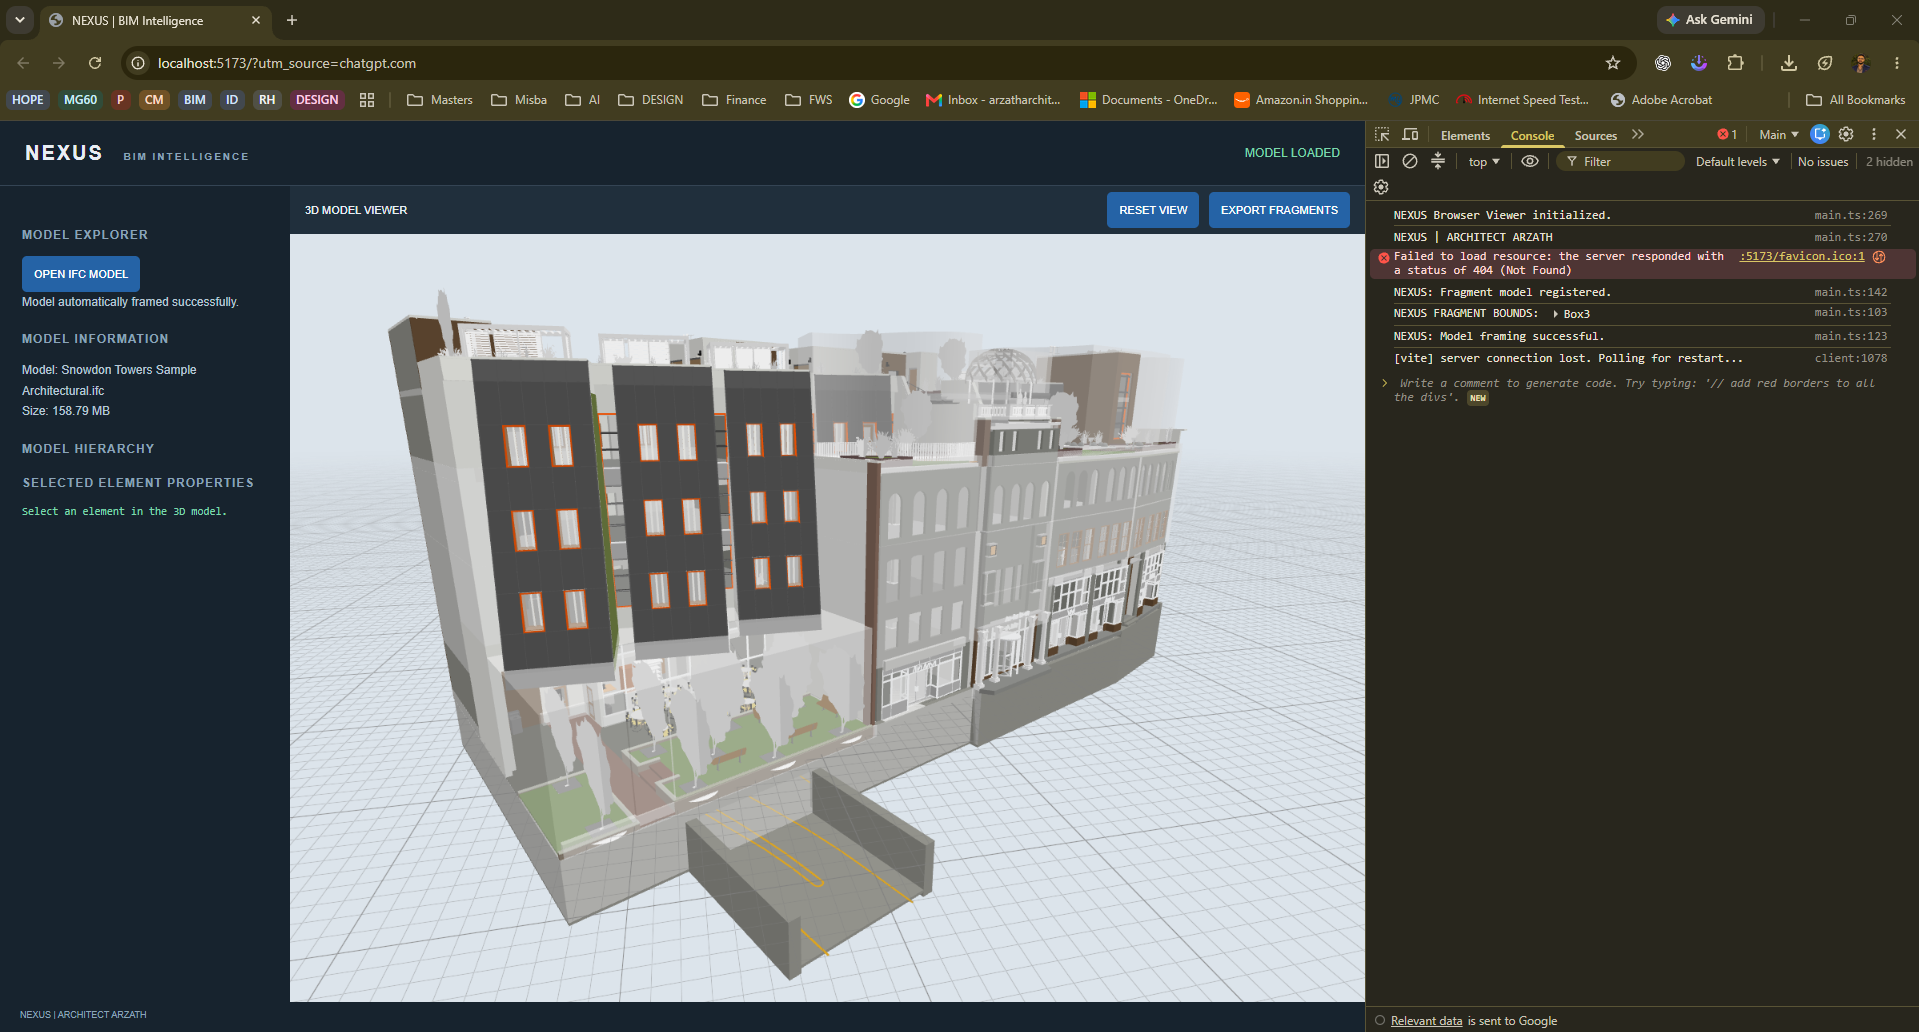 NEXUS | BIM Intelligence
Ask Gemini
localhost:5173/?utm_source=chatgpt.com
HOPE MG60 P CM BIM ID RH DESIGN Masters Misba AI DESIGN Finance FWS Google Inbox - arzatharchit... Documents - OneDr... Amazon.in Shoppin... JPMC Internet Speed Test... Adobe Acrobat All Bookmarks
NEXUS BIM INTELLIGENCE
MODEL LOADED
MODEL EXPLORER
OPEN IFC MODEL
Model automatically framed successfully.
MODEL INFORMATION
Model: Snowdon Towers Sample
Architectural.ifc
Size: 158.79 MB
MODEL HIERARCHY
SELECTED ELEMENT PROPERTIES
Select an element in the 3D model.
3D MODEL VIEWER
RESET VIEW EXPORT FRAGMENTS
NEXUS | ARCHITECT ARZATH
Elements Console Sources 1 Main
top Filter Default levels No issues 2 hidden
NEXUS Browser Viewer initialized. main.ts:269
NEXUS | ARCHITECT ARZATH main.ts:270
Failed to load resource: the server responded with :5173/favicon.ico:1
a status of 404 (Not Found)
NEXUS: Fragment model registered. main.ts:142
NEXUS FRAGMENT BOUNDS: Box3 main.ts:103
NEXUS: Model framing successful. main.ts:123
[vite] server connection lost. Polling for restart... client:1078
Write a comment to generate code. Try typing: '// add red borders to all
the divs'. NEW
Relevant data is sent to Google